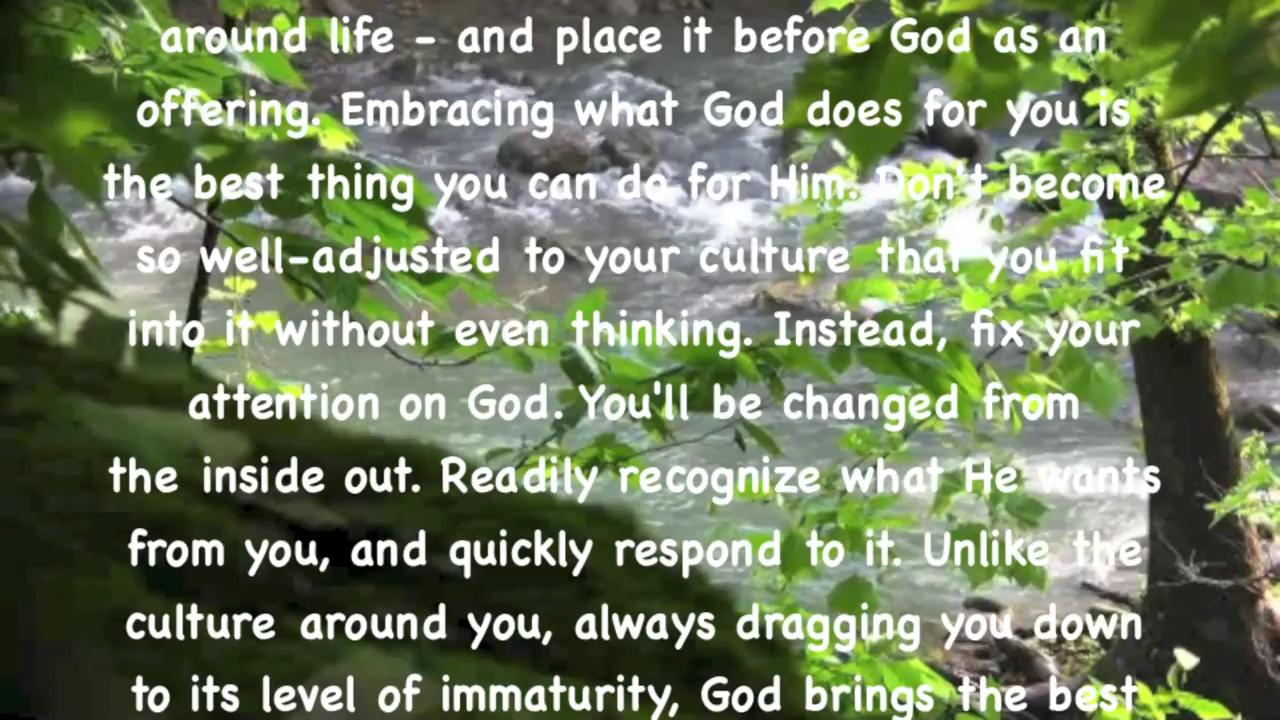 around life - and place it before God as an
offering. Embracing what God does for you is
the best thing you can do for Him. Don't become
so well-adjusted to your culture that you fit
into it without even thinking. Instead, fix your
attention on God. You'll be changed from
the inside out. Readily recognize what He wants
from you, and quickly respond to it. Unlike the
culture around you, always dragging you down
to its level of immaturity, God brings the best